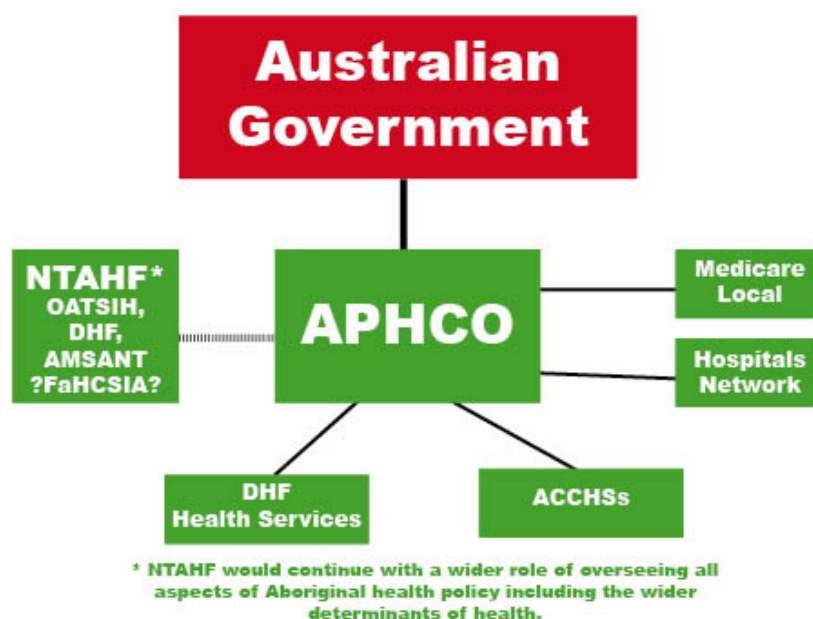 Australian
Government
NTAHF*
OATSIH,
DHF,
AMSANT
?FaHCSIA?
APHCO
Medicare
Local
Hospitals
Network
DHF
Health Services
ACCHSs
* NTAHF would continue with a wider role of overseeing all
aspects of Aboriginal health policy including the wider
determinants of health.